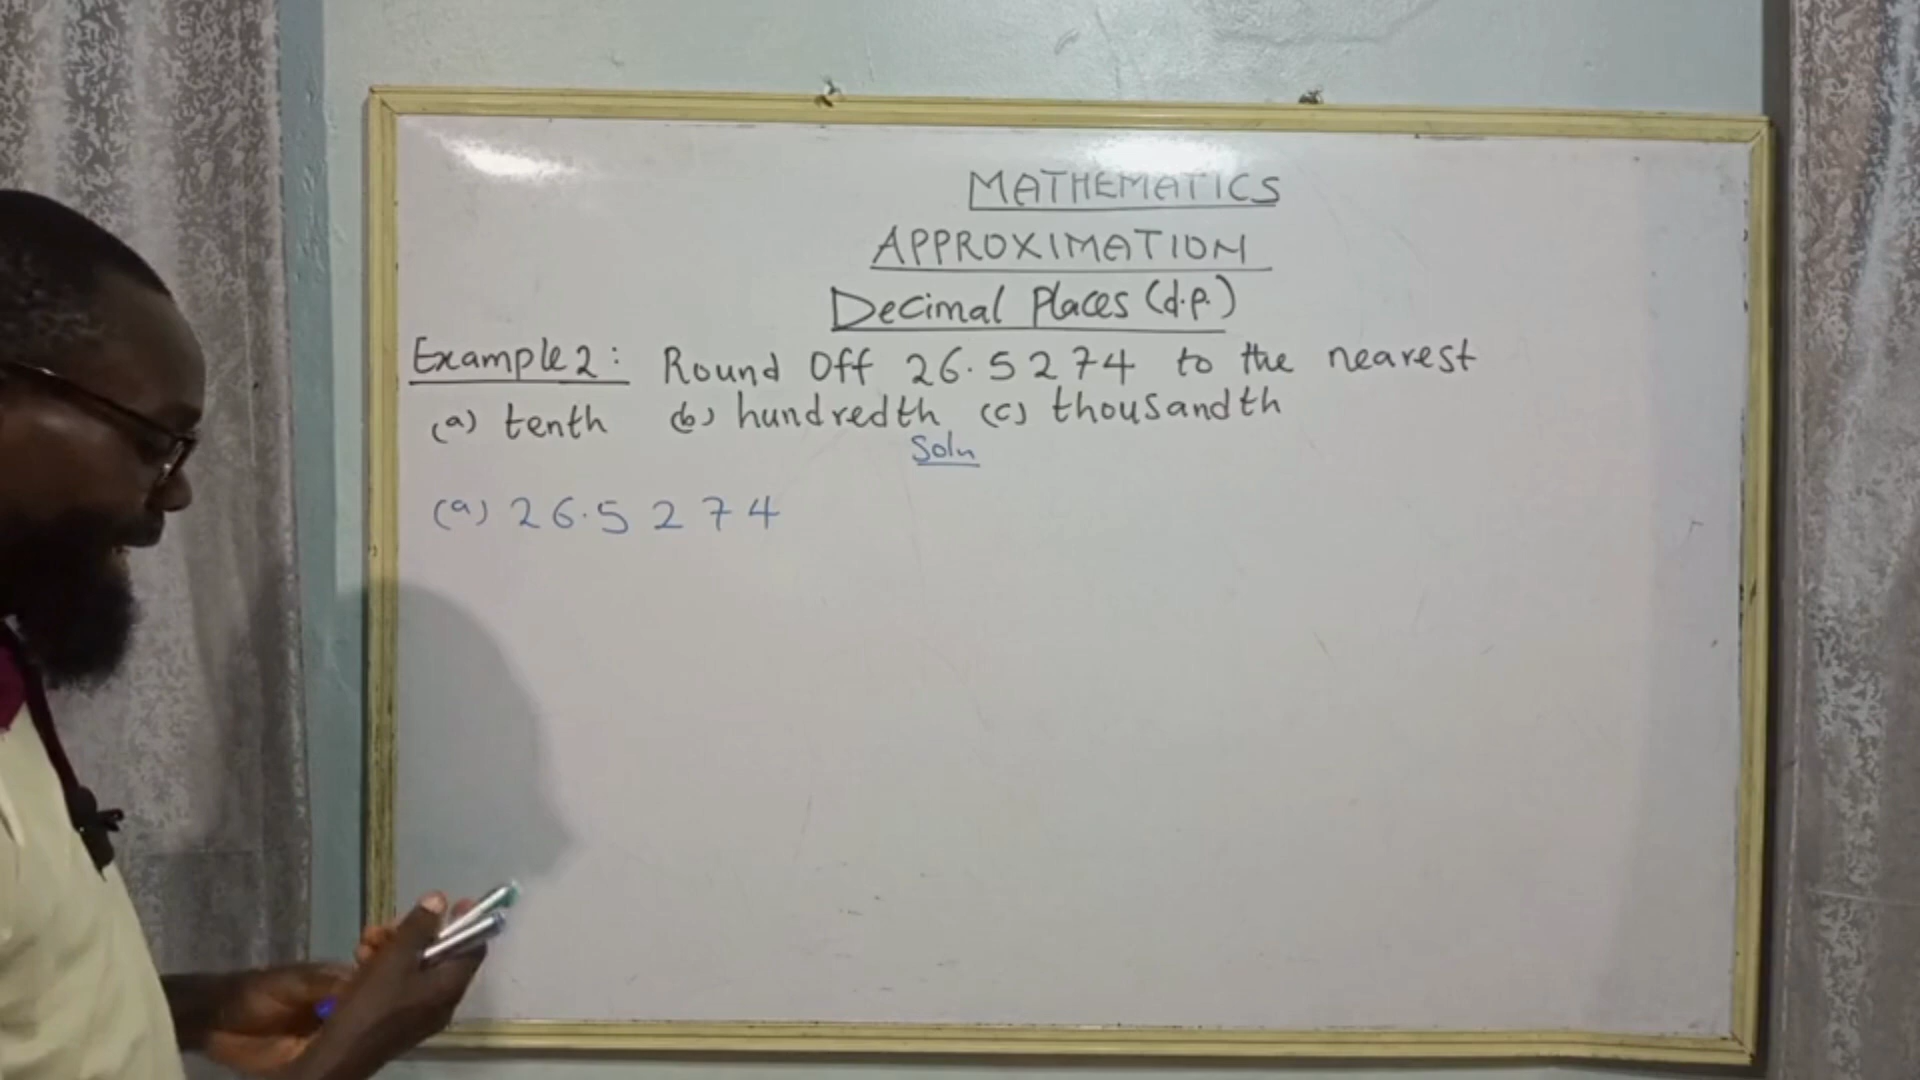 MATHEMATICS
APPROXIMATION
Decimal Places (d.p.)
Example 2: Round Off 26.5274 to the nearest
(a) tenth (b) hundredth (c) thousandth
Soln
(a) 26.5274